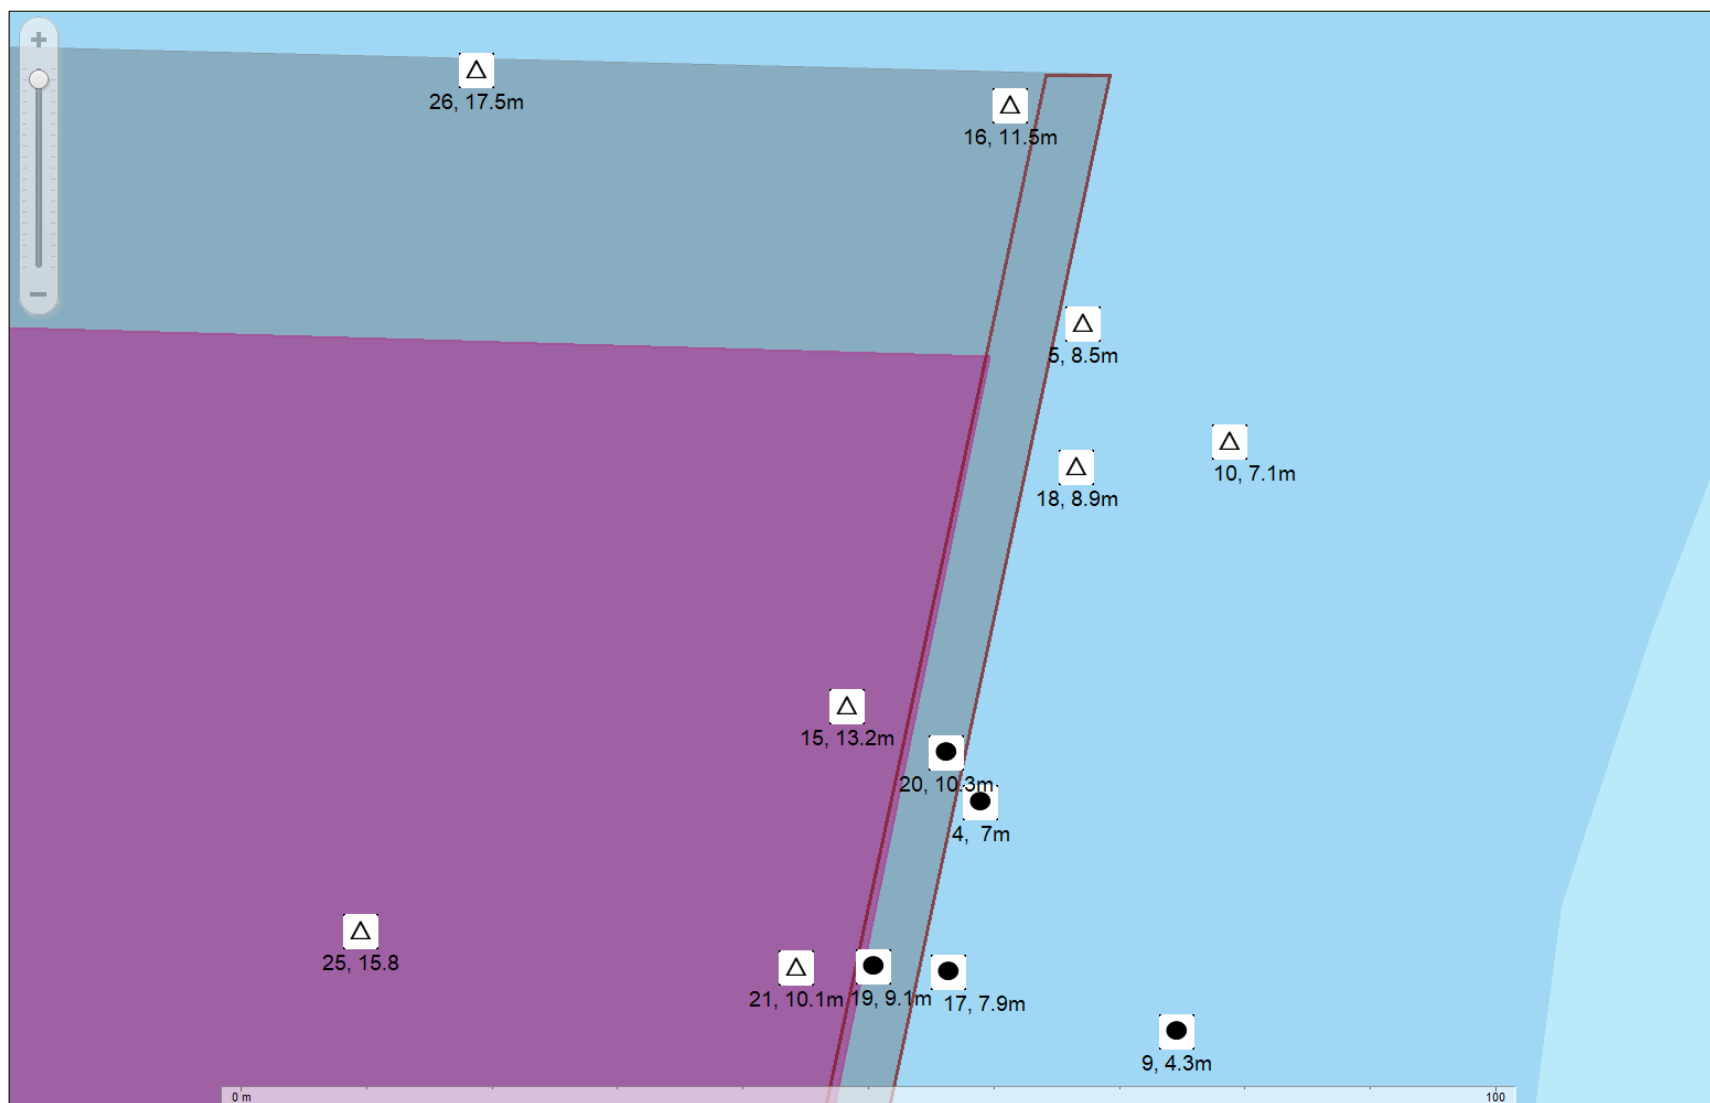 +
26, 17.5m
16, 11.5m
−
5, 8.5m
10, 7.1m
18, 8.9m
15, 13.2m
20, 10.3m
4, 7m
25, 15.8
21, 10.1m
19, 9.1m
17, 7.9m
9, 4.3m
0 m
100